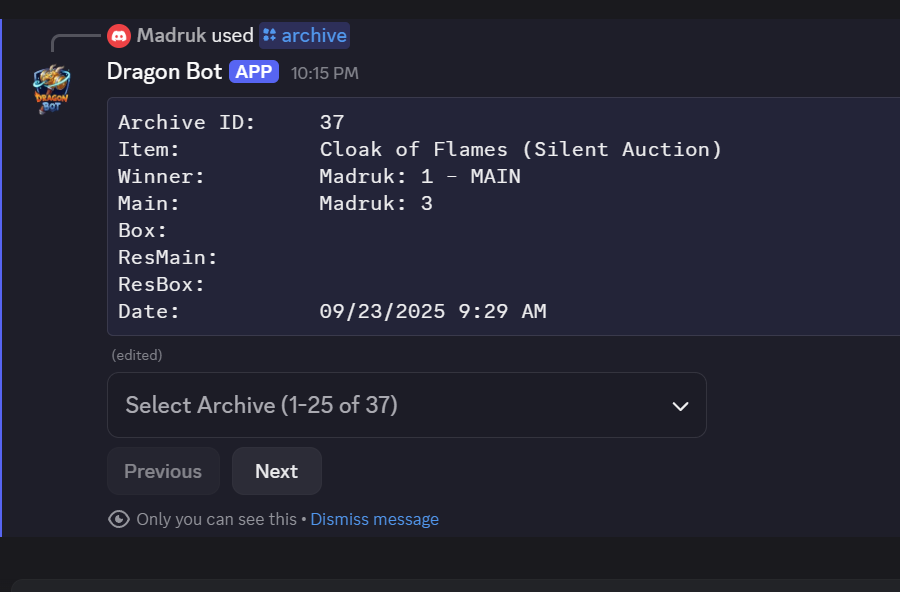 Madruk used archive
Dragon Bot APP 10:15 PM
DRAGON
BOT
Archive ID: 37
Item: Cloak of Flames (Silent Auction)
Winner: Madruk: 1 - MAIN
Main: Madruk: 3
Box:
ResMain:
ResBox:
Date: 09/23/2025 9:29 AM
(edited)
Select Archive (1-25 of 37)
Previous Next
Only you can see this • Dismiss message